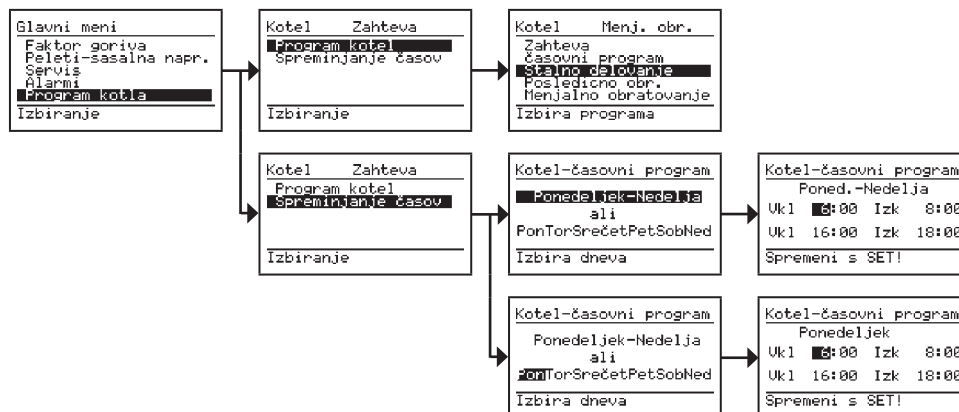 Glavni meni
Faktor goriva
Peleti-sasalna napr.
Servis
Alarmi
Program kotla
Izbiranje
Kotel Zahteva
Program kotel
Spreminjanje časov
Izbiranje
Kotel Menj. obr.
Zahteva
časovni program
Stalno delovanje
Posledicno obr.
Menjalno obratovanje
Izbira programa
Kotel Zahteva
Program kotel
Spreminjanje časov
Izbiranje
Kotel-časovni program
Ponedeljek-Nedelja
ali
PonTorSrečetPetSobNed
Izbira dneva
Kotel-časovni program
Poned.-Nedelja
Vkl 6:00 Izk 8:00
Vkl 16:00 Izk 18:00
Spremeni s SET!
Kotel-časovni program
Ponedeljek-Nedelja
ali
PonTorSrečetPetSobNed
Izbira dneva
Kotel-časovni program
Ponedeljek
Vkl 6:00 Izk 8:00
Vkl 16:00 Izk 18:00
Spremeni s SET!